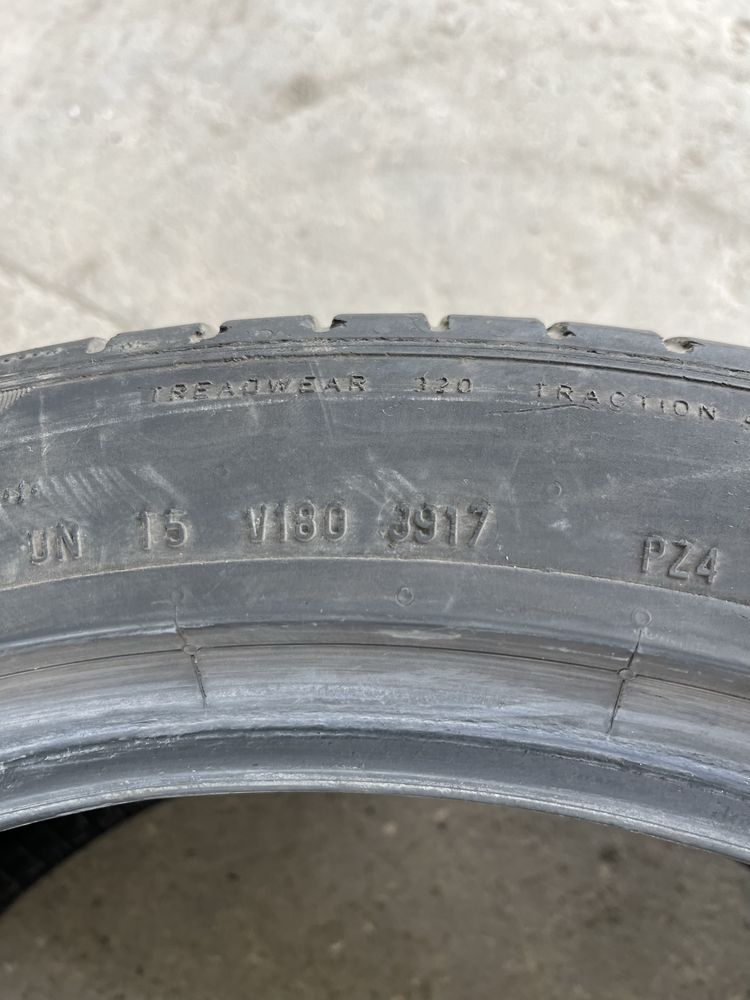 TREADWEAR 320 TRACTION A
UN 15 V180 3917 PZ4